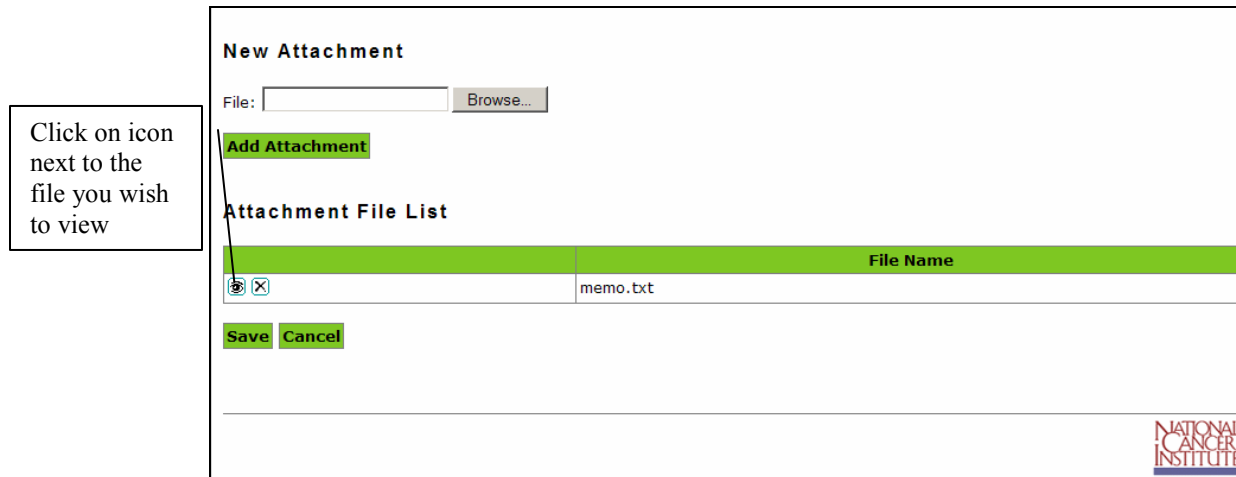 New Attachment
File:
Browse...
Click on icon
next to the
file you wish
to view
Add Attachment
Attachment File List
File Name
memo.txt
Save Cancel
NATIONAL
CANCER
INSTITUTE